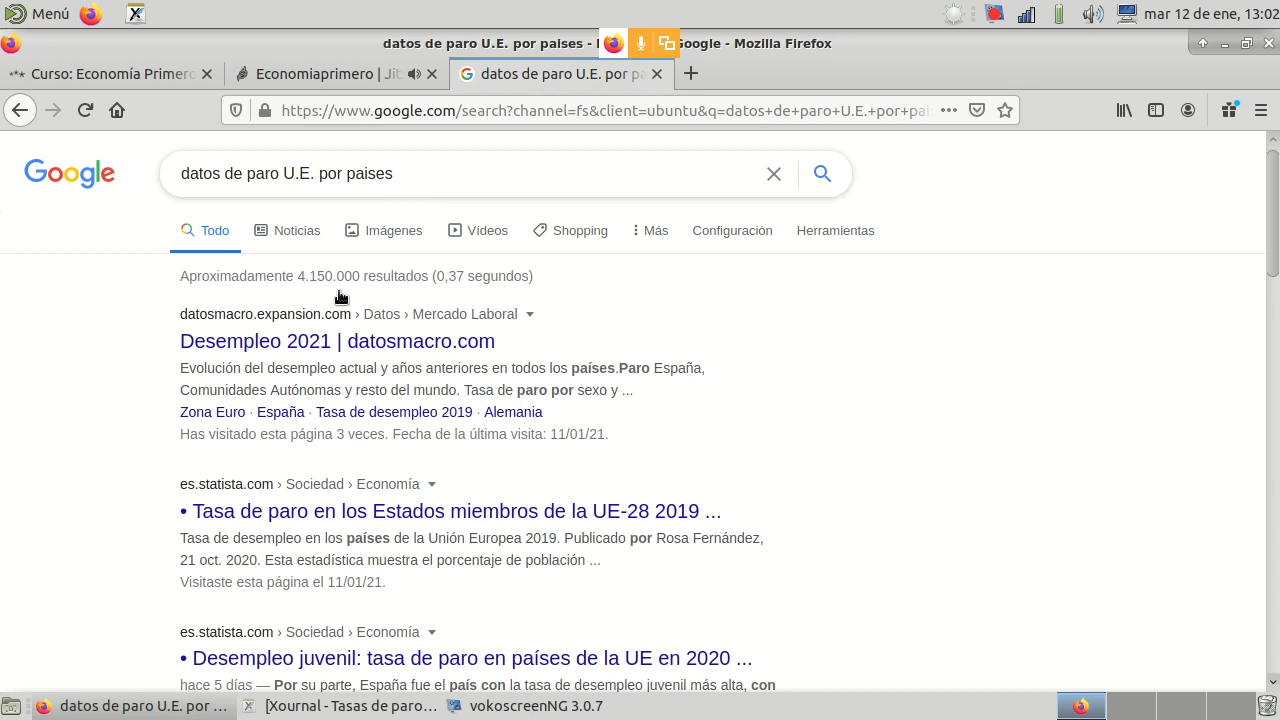 Menú
mar 12 de ene, 13:02
datos de paro U.E. por paises -
Google - Mozilla Firefox
Curso: Economía Primero
Economiaprimero | Jit
datos de paro U.E. por pa
https://www.google.com/search?channel=fs&client=ubuntu&q=datos+de+paro+U.E.+por+pai
Google
datos de paro U.E. por paises
Todo
Noticias
Imágenes
Vídeos
Shopping
Más
Configuración
Herramientas
Aproximadamente 4.150.000 resultados (0,37 segundos)
datosmacro.expansion.com › Datos › Mercado Laboral
Desempleo 2021 | datosmacro.com
Evolución del desempleo actual y años anteriores en todos los países.Paro España,
Comunidades Autónomas y resto del mundo. Tasa de paro por sexo y ...
Zona Euro · España · Tasa de desempleo 2019 · Alemania
Has visitado esta página 3 veces. Fecha de la última visita: 11/01/21.
es.statista.com › Sociedad › Economía
• Tasa de paro en los Estados miembros de la UE-28 2019 ...
Tasa de desempleo en los países de la Unión Europea 2019. Publicado por Rosa Fernández,
21 oct. 2020. Esta estadística muestra el porcentaje de población ...
Visitaste esta página el 11/01/21.
es.statista.com › Sociedad › Economía
• Desempleo juvenil: tasa de paro en países de la UE en 2020 ...
hace 5 días — Por su parte, España fue el país con la tasa de desempleo juvenil más alta, con
datos de paro U.E. por ...
[Xournal - Tasas de paro...
vokoscreenNG 3.0.7